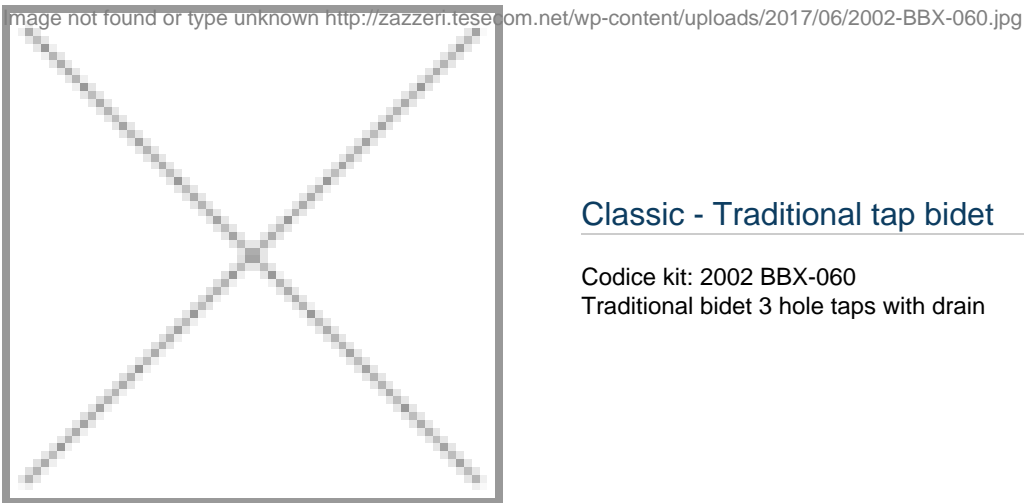 Image not found or type unknown http://zazzeri.tesecom.net/wp-content/uploads/2017/06/2002-BBX-060.jpg
Classic - Traditional tap bidet
Codice kit: 2002 BBX-060
Traditional bidet 3 hole taps with drain